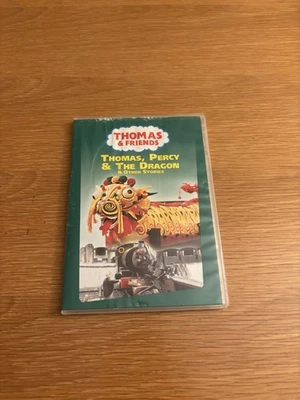 THOMAS
& FRIENDS
THOMAS, PERCY
& THE DRAGON
& OTHER STORIES